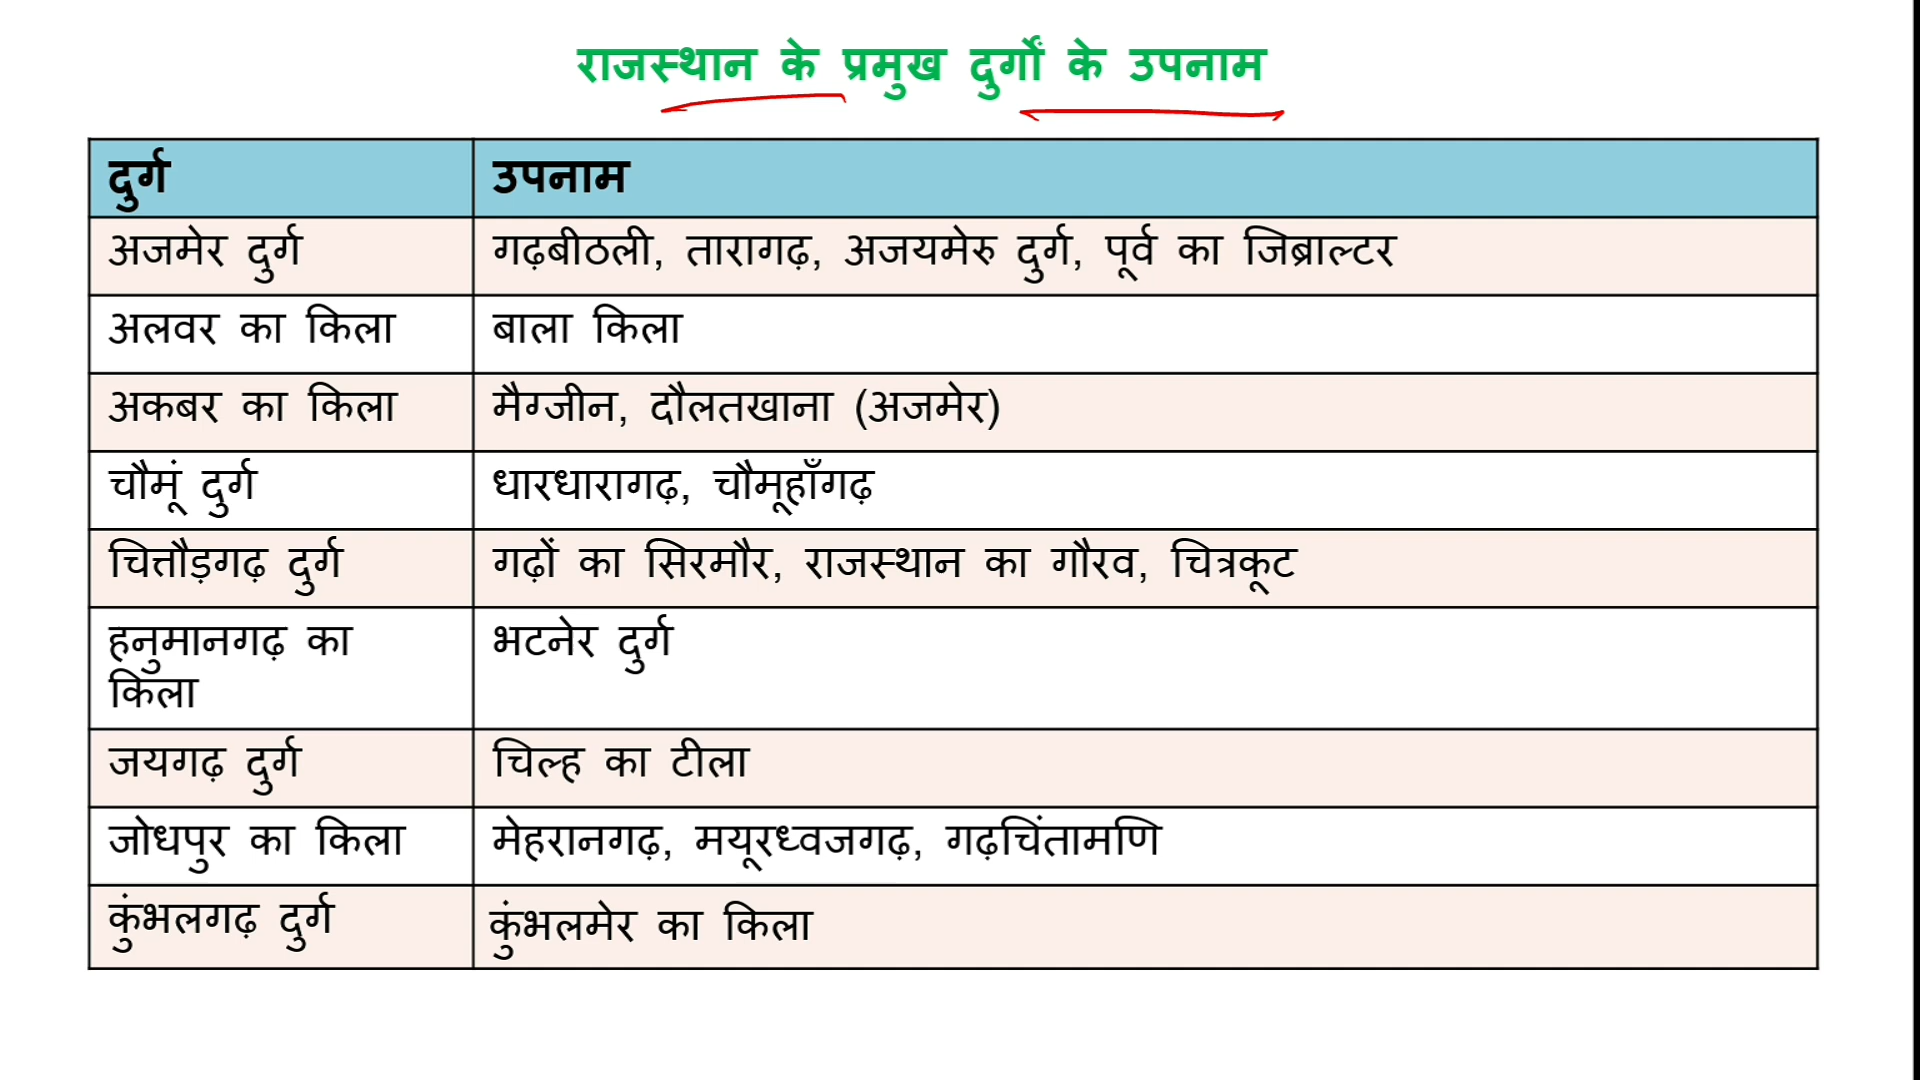 राजस्थान के प्रमुख दुर्गों के उपनाम
दुर्ग उपनाम
अजमेर दुर्ग गढ़बीठली, तारागढ़, अजयमेरु दुर्ग, पूर्व का जिब्राल्टर
अलवर का किला बाला किला
अकबर का किला मैग्जीन, दौलतखाना (अजमेर)
चौमूं दुर्ग धारधारागढ़, चौमूहाँगढ़
चित्तौड़गढ़ दुर्ग गढ़ों का सिरमौर, राजस्थान का गौरव, चित्रकूट
हनुमानगढ़ का भटनेर दुर्ग
किला
जयगढ़ दुर्ग चिल्ह का टीला
जोधपुर का किला मेहरानगढ़, मयूरध्वजगढ़, गढ़चिंतामणि
कुंभलगढ़ दुर्ग कुंभलमेर का किला